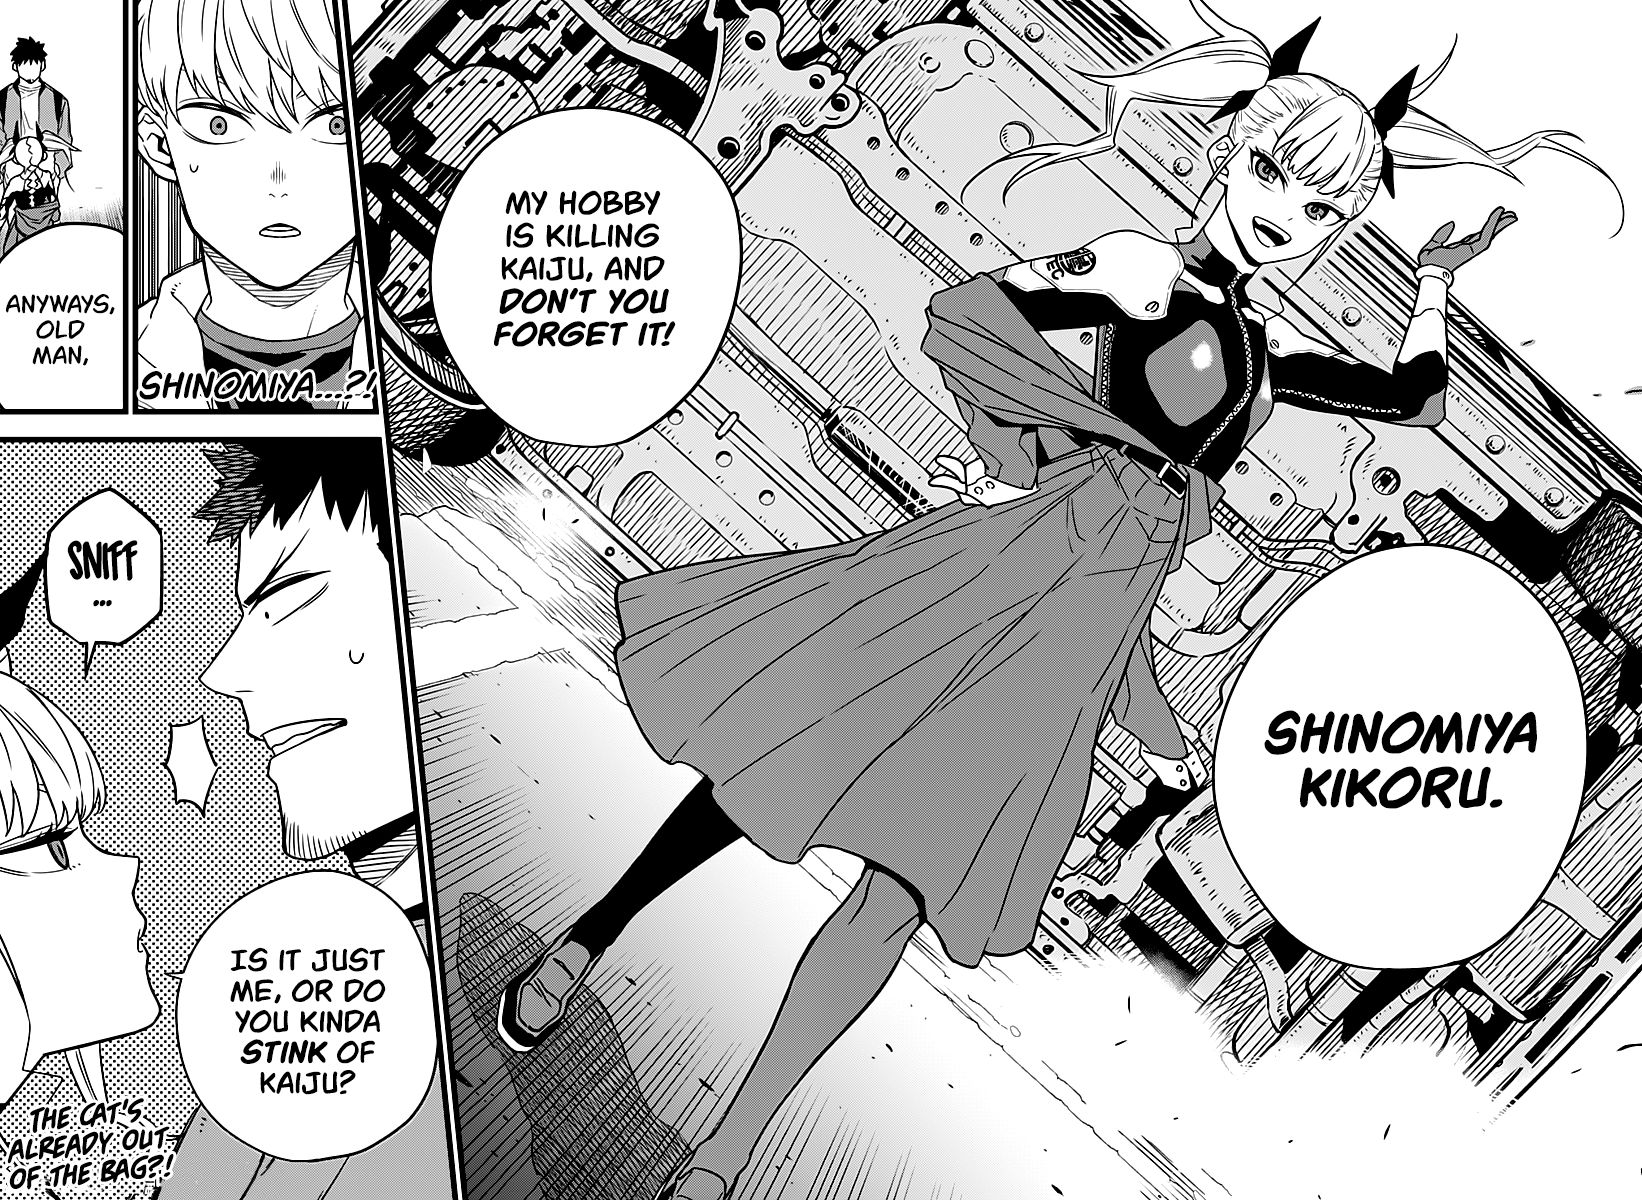 SHINOMIYA
KIKORU.
MY HOBBY
IS KILLING
KAIJU, AND
DON'T YOU
FORGET IT!
SHINOMIYA...?!
ANYWAYS,
OLD
MAN,
SNIFF
...
IS IT JUST
ME, OR DO
YOU KINDA
STINK OF
KAIJU?
THE CAT'S
ALREADY OUT
OF THE BAG?!